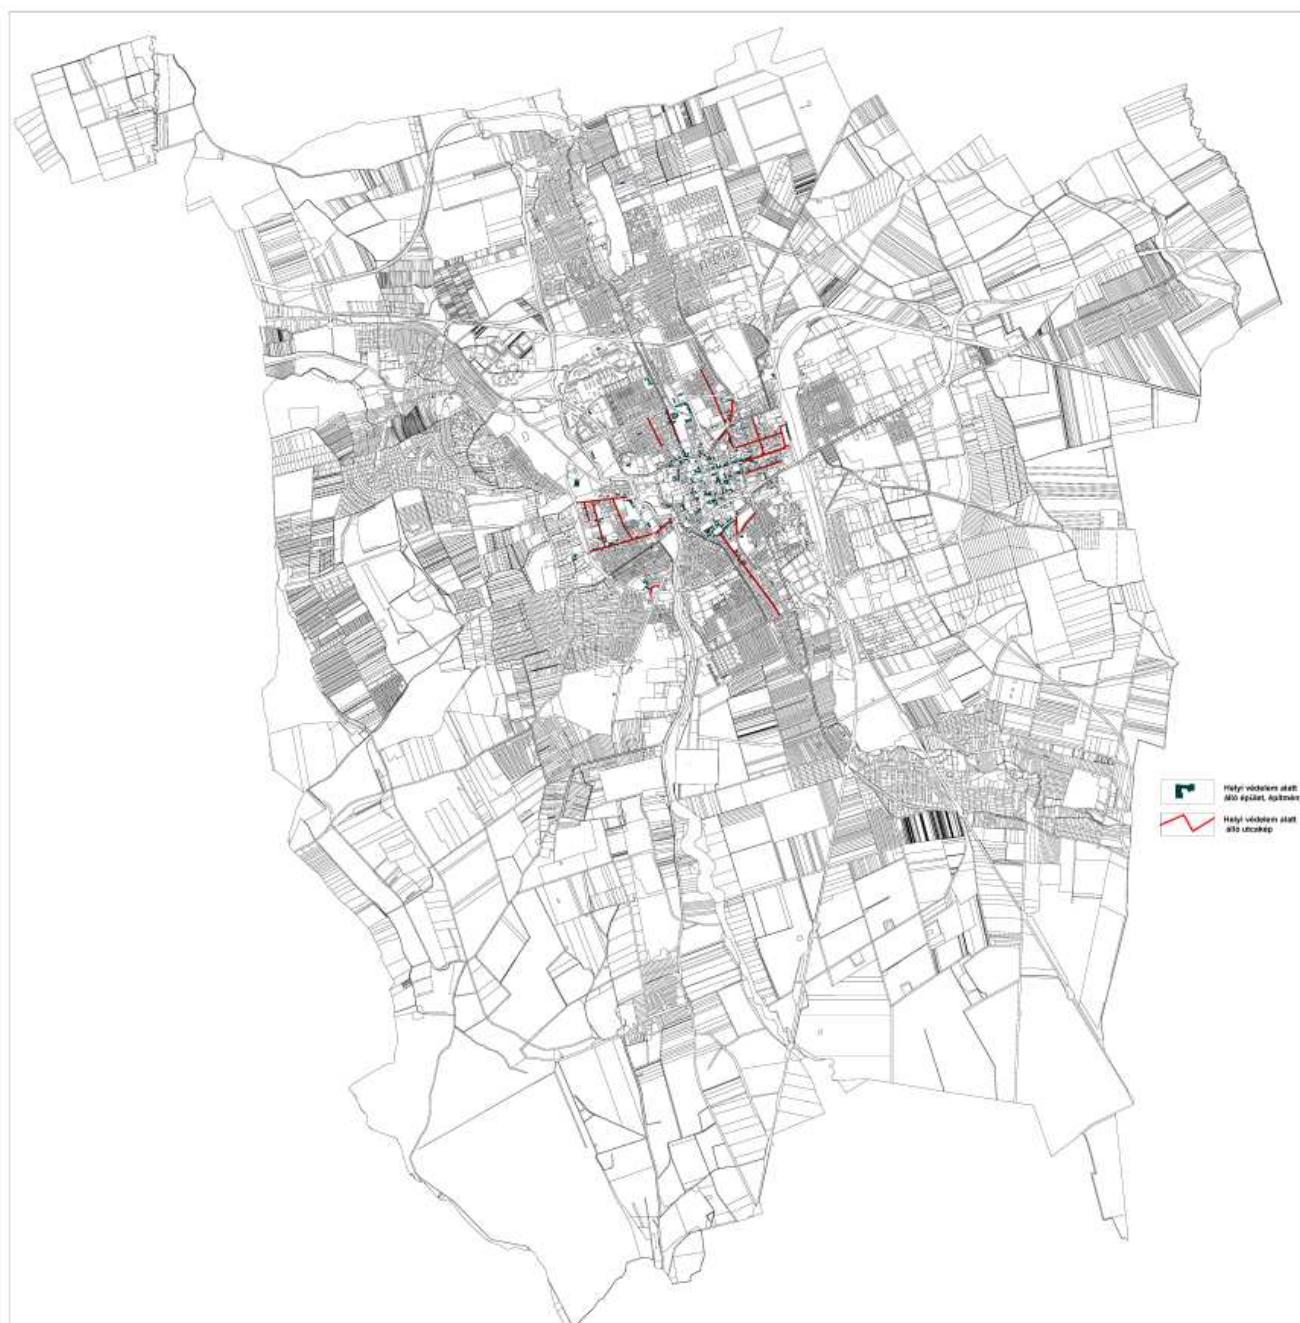 Helyi védelem alatt
álló épület, építmén
Helyi védelem alatt
álló utcakép